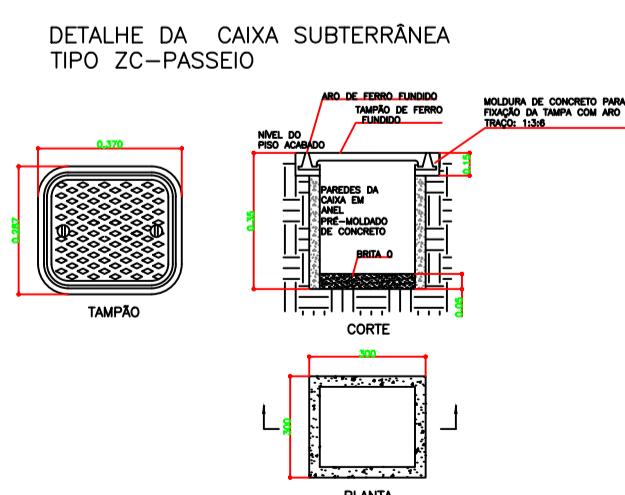 DETALHE DA CAIXA SUBTERRÂNEA
TIPO ZC-PASSEIO
ARO DE FERRO FUNDIDO
TAMPÃO DE FERRO
FUNDIDO
MOLDURA DE CONCRETO PARA
FIXAÇÃO DA TAMPA COM ARO
TRAÇO: 1:3:6
NÍVEL DO
PISO ACABADO
0.370
0.287
TAMPÃO
0.35
0.15
PAREDES DA
CAIXA EM
ANEL
PRÉ-MOLDADO
DE CONCRETO
BRITA 0
0.05
CORTE
300
300
PLANTA